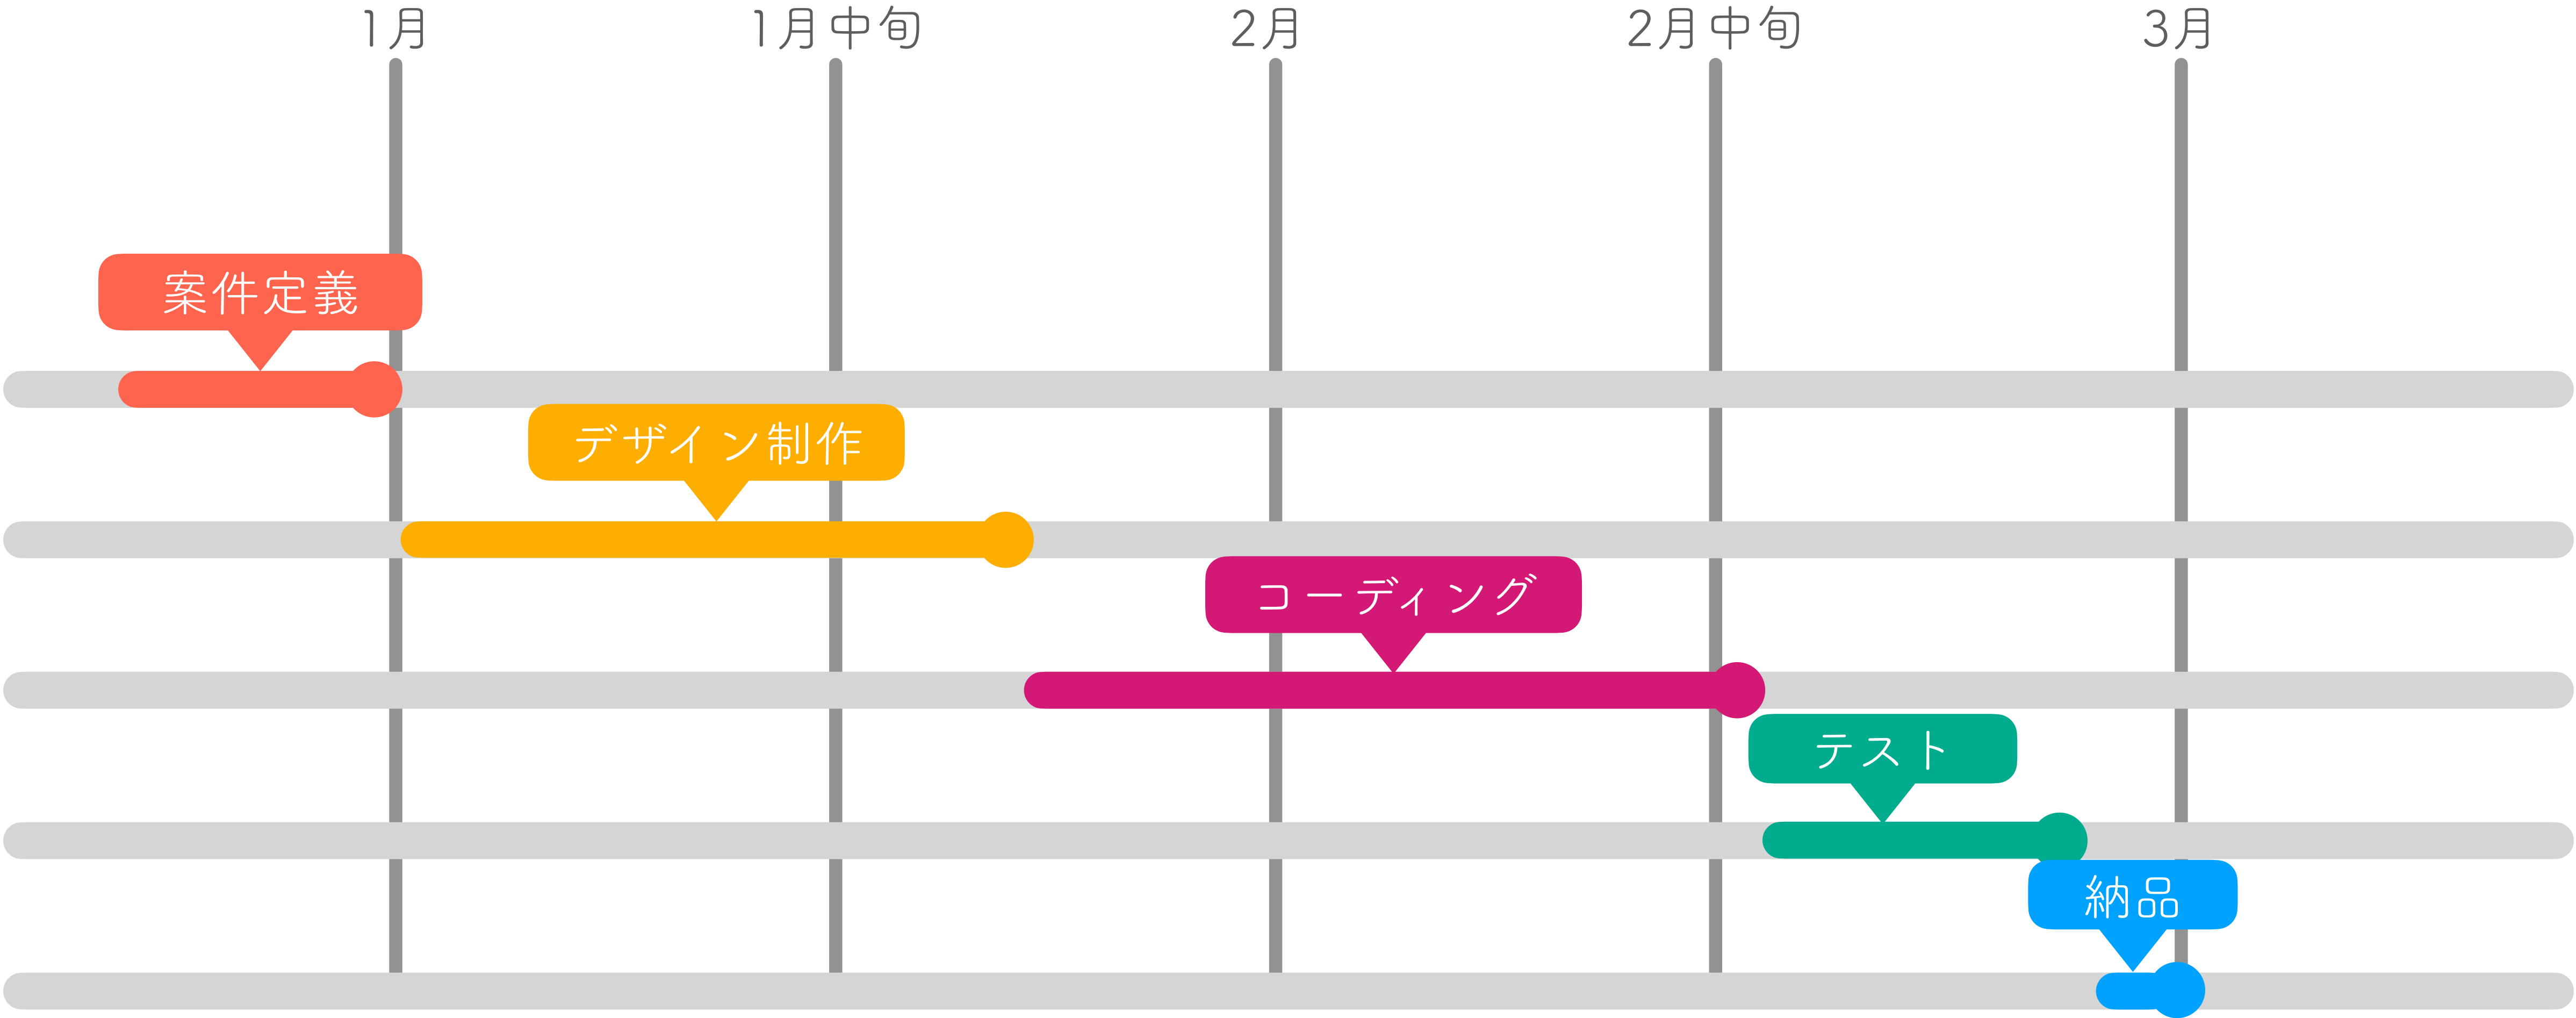 1月
1月中旬
2月
2月中旬
3月
案件定義
デザイン制作
コーディング
テスト
納品